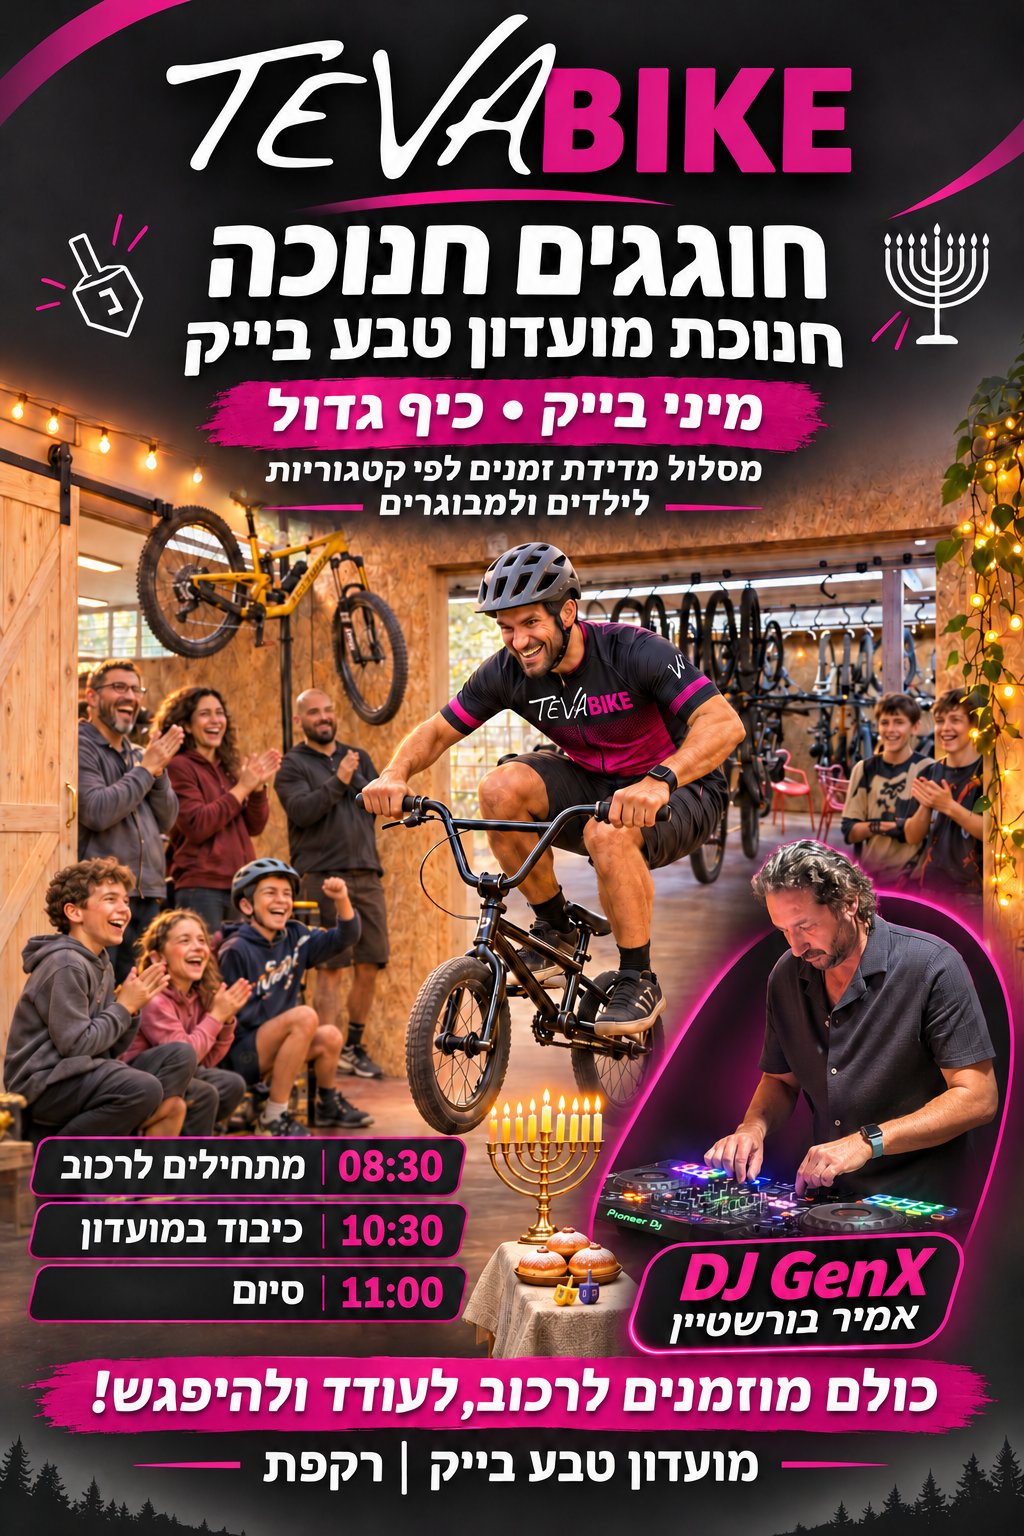 TEVABIKE
חוגגים חנוכה
חנוכת מועדון טבע בייק
מיני בייק • כיף גדול
מסלול מדידת זמנים לפי קטגוריות
לילדים ולמבוגרים
נ
TEVABIKE
08:30 | מתחילים לרכוב
10:30 | כיבוד במועדון
11:00 | סיום
Pioneer Dj
DJ GenX
אמיר בורשטיין
כולם מוזמנים לרכוב,לעודד ולהיפגש!
מועדון טבע בייק | רקפת